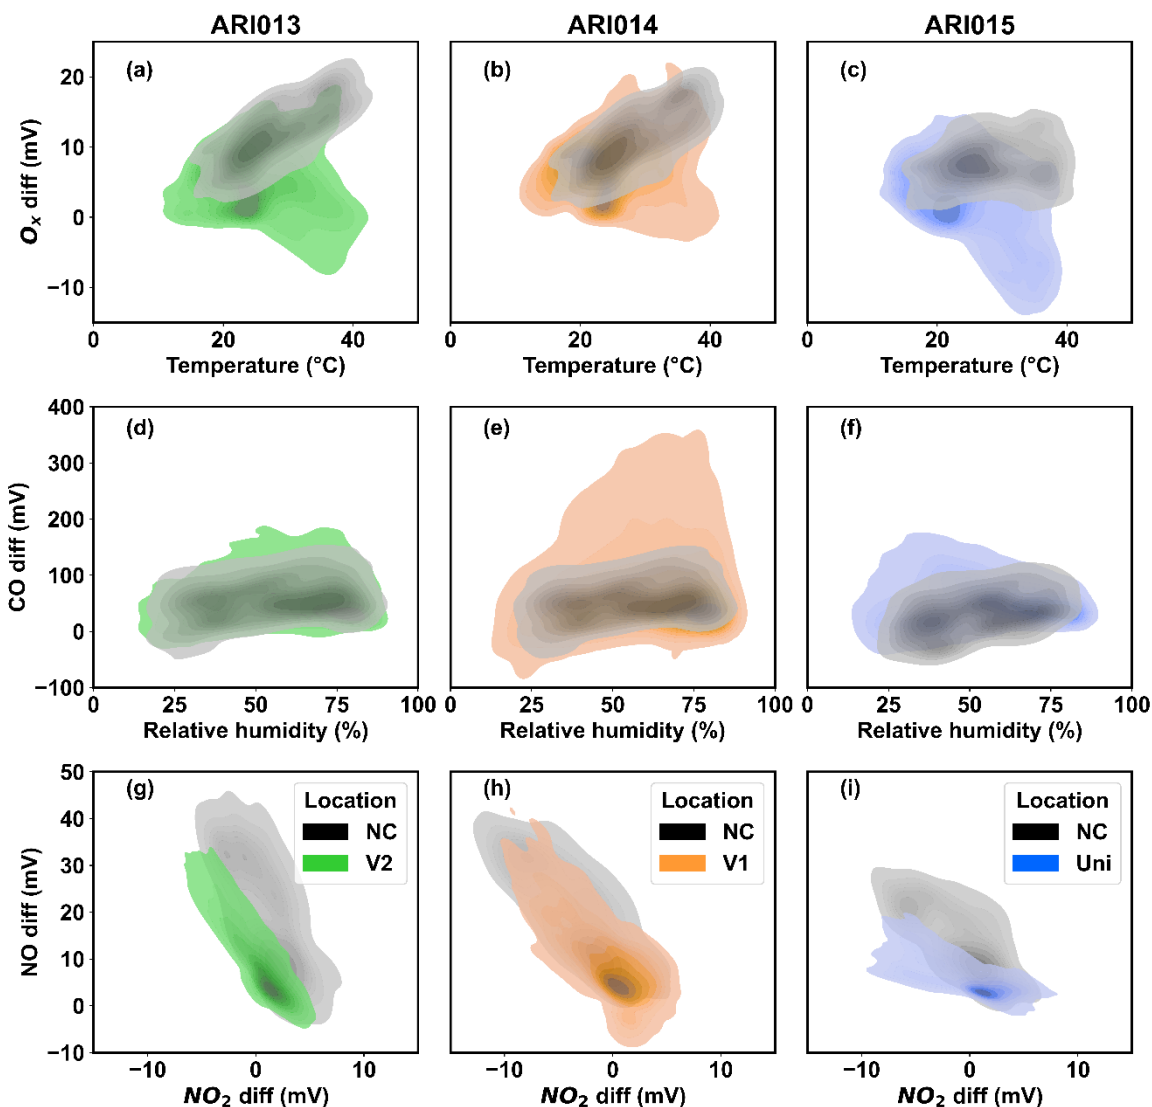 ARI013 ARI014 ARI015
(a) (b) (c)
20
10
0
−10
Oₓ diff (mV)
0 20 40 0 20 40 0 20 40
Temperature (°C) Temperature (°C) Temperature (°C)
(d) (e) (f)
400
300
200
100
0
−100
CO diff (mV)
0 25 50 75 100 0 25 50 75 100 0 25 50 75 100
Relative humidity (%) Relative humidity (%) Relative humidity (%)
(g) (h) (i)
50
40
30
20
10
0
−10
NO diff (mV)
Location
NC
V2
Location
NC
V1
Location
NC
Uni
−10 0 10 −10 0 10 −10 0 10
NO₂ diff (mV) NO₂ diff (mV) NO₂ diff (mV)